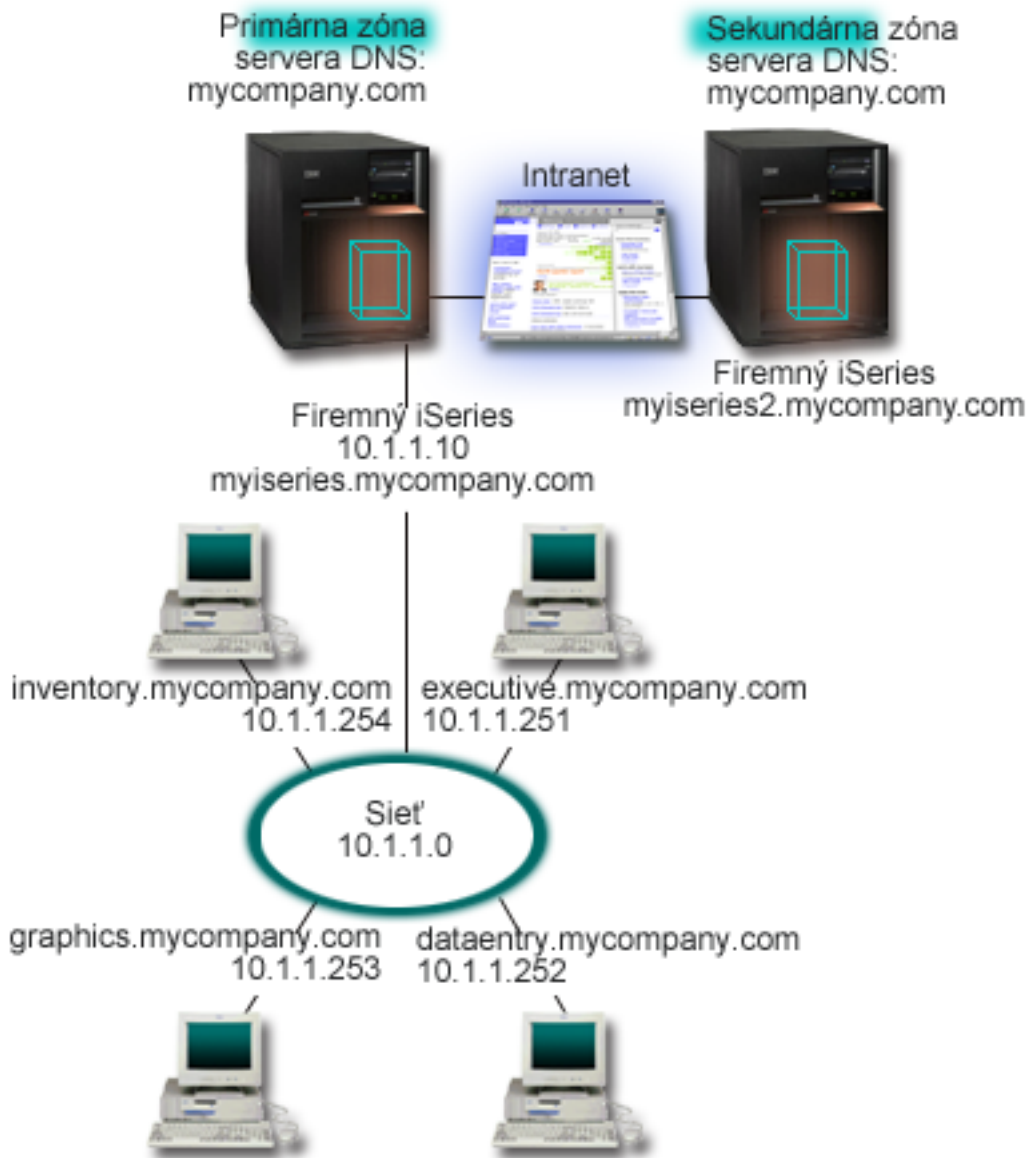 Primárna zóna
servera DNS:
mycompany.com
Sekundárna zóna
servera DNS:
mycompany.com
Intranet
Firemný iSeries
myiseries2.mycompany.com
Firemný iSeries
10.1.1.10
myiseries.mycompany.com
inventory.mycompany.com
10.1.1.254
executive.mycompany.com
10.1.1.251
Sieť
10.1.1.0
graphics.mycompany.com
10.1.1.253
dataentry.mycompany.com
10.1.1.252